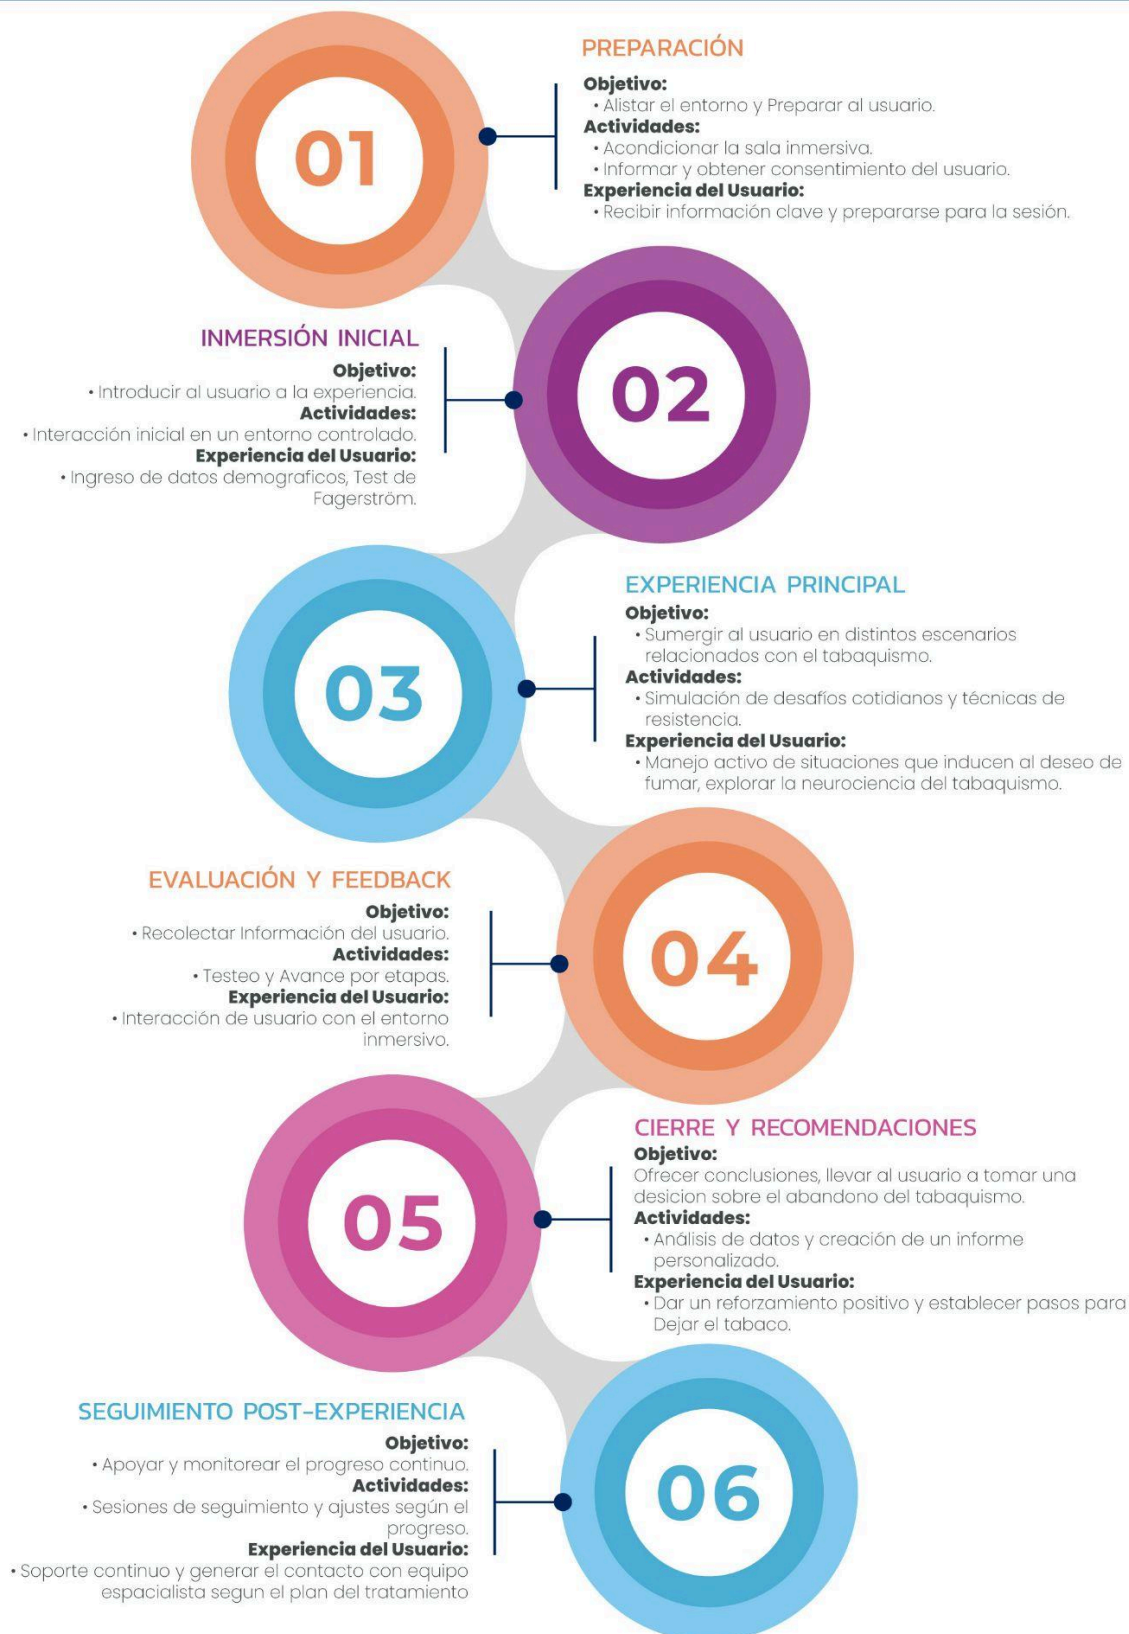 01
PREPARACIÓN
Objetivo:
• Alistar el entorno y Preparar al usuario.
Actividades:
• Acondicionar la sala inmersiva.
• Informar y obtener consentimiento del usuario.
Experiencia del Usuario:
• Recibir información clave y prepararse para la sesión.
02
INMERSIÓN INICIAL
Objetivo:
• Introducir al usuario a la experiencia.
Actividades:
• Interacción inicial en un entorno controlado.
Experiencia del Usuario:
• Ingreso de datos demograficos, Test de
Fagerström.
03
EXPERIENCIA PRINCIPAL
Objetivo:
• Sumergir al usuario en distintos escenarios
relacionados con el tabaquismo.
Actividades:
• Simulación de desafíos cotidianos y técnicas de
resistencia.
Experiencia del Usuario:
• Manejo activo de situaciones que inducen al deseo de
fumar, explorar la neurociencia del tabaquismo.
04
EVALUACIÓN Y FEEDBACK
Objetivo:
• Recolectar Información del usuario.
Actividades:
• Testeo y Avance por etapas.
Experiencia del Usuario:
• Interacción de usuario con el entorno
inmersivo.
05
CIERRE Y RECOMENDACIONES
Objetivo:
Ofrecer conclusiones, llevar al usuario a tomar una
desicion sobre el abandono del tabaquismo.
Actividades:
• Análisis de datos y creación de un informe
personalizado.
Experiencia del Usuario:
• Dar un reforzamiento positivo y establecer pasos para
Dejar el tabaco.
06
SEGUIMIENTO POST-EXPERIENCIA
Objetivo:
• Apoyar y monitorear el progreso continuo.
Actividades:
• Sesiones de seguimiento y ajustes según el
progreso.
Experiencia del Usuario:
• Soporte continuo y generar el contacto con equipo
espacialista segun el plan del tratamiento